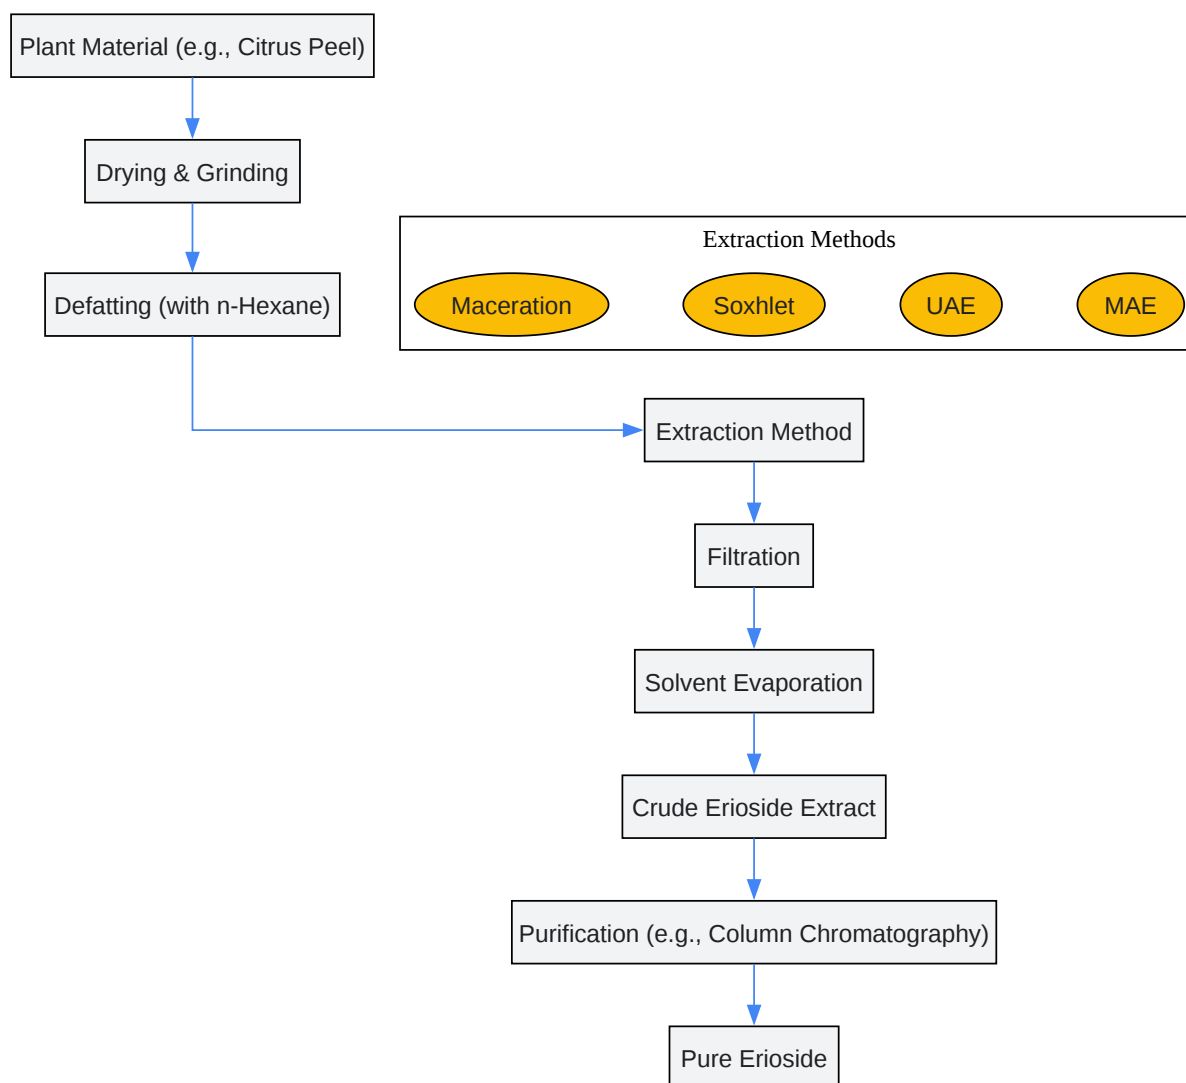 Plant Material (e.g., Citrus Peel)
Drying & Grinding
Defatting (with n-Hexane)
Extraction Methods
Maceration
Soxhlet
UAE
MAE
Extraction Method
Filtration
Solvent Evaporation
Crude Erioside Extract
Purification (e.g., Column Chromatography)
Pure Erioside